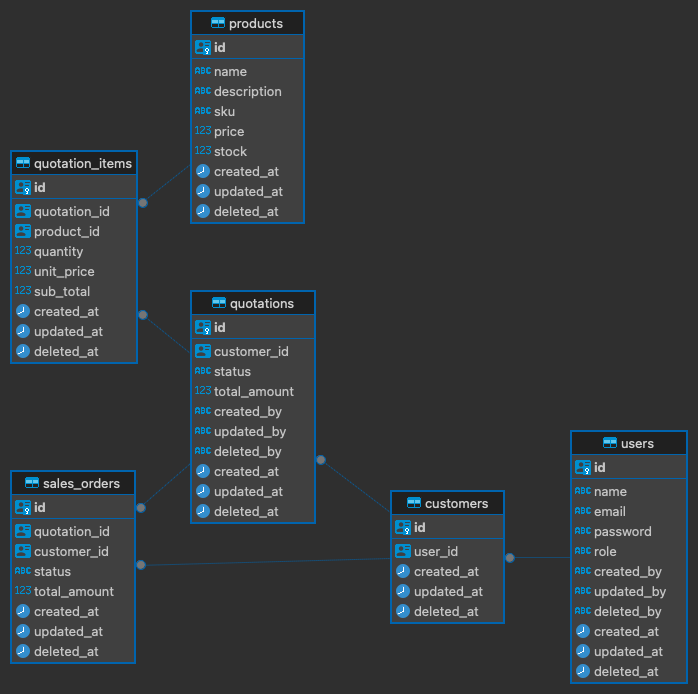 products
id
ABC name
ABC description
ABC sku
123 price
123 stock
created_at
updated_at
deleted_at
quotation_items
id
quotation_id
product_id
123 quantity
123 unit_price
123 sub_total
created_at
updated_at
deleted_at
quotations
id
customer_id
ABC status
123 total_amount
ABC created_by
ABC updated_by
ABC deleted_by
created_at
updated_at
deleted_at
sales_orders
id
quotation_id
customer_id
ABC status
123 total_amount
created_at
updated_at
deleted_at
customers
id
user_id
created_at
updated_at
deleted_at
users
id
ABC name
ABC email
ABC password
ABC role
ABC created_by
ABC updated_by
ABC deleted_by
created_at
updated_at
deleted_at